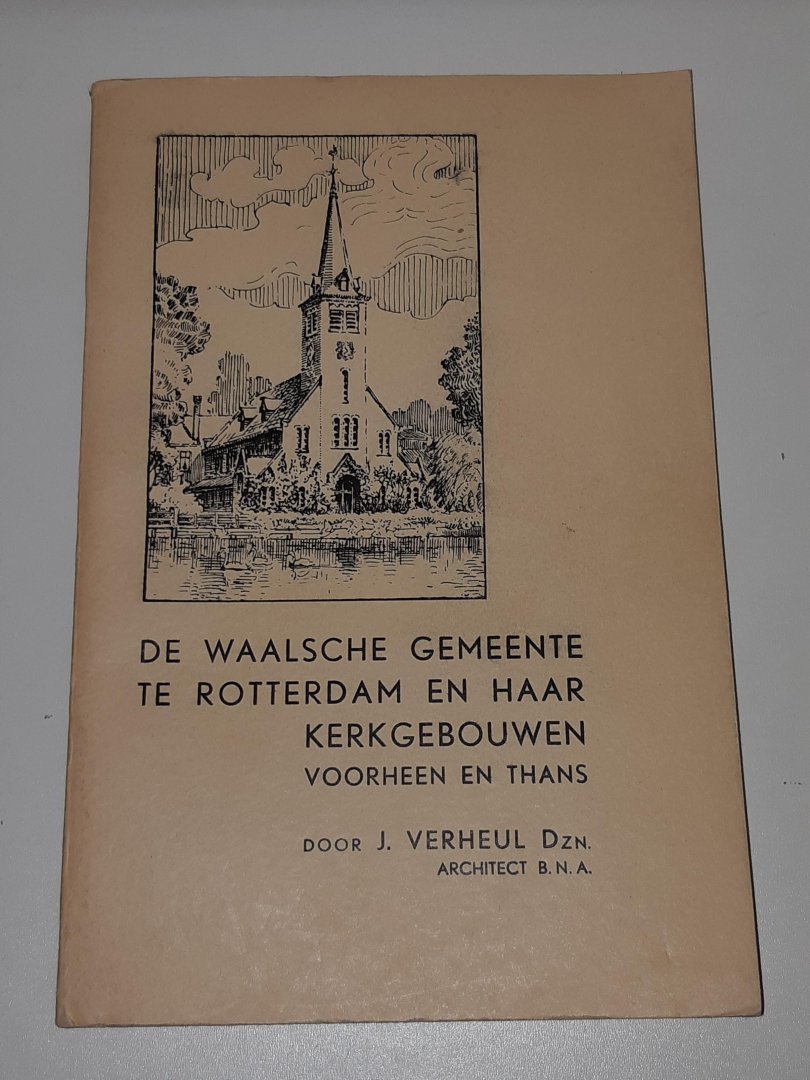 DE WAALSCHE GEMEENTE
TE ROTTERDAM EN HAAR
KERKGEBOUWEN
VOORHEEN EN THANS
DOOR J. VERHEUL DZN.
ARCHITECT B. N. A.